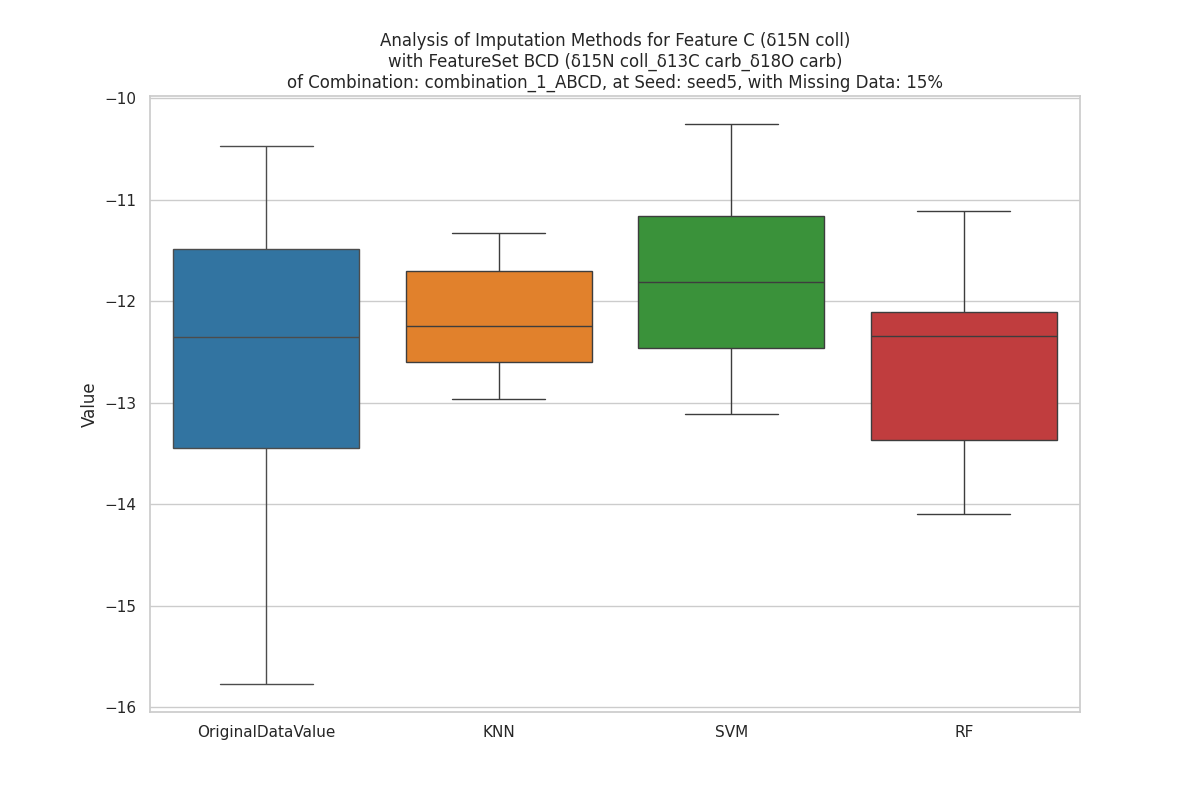 Analysis of Imputation Methods for Feature C (δ15N coll)
with FeatureSet BCD (δ15N coll_δ13C carb_δ18O carb)
of Combination: combination_1_ABCD, at Seed: seed5, with Missing Data: 15%
−10
−11
−12
−13
−14
−15
−16
Value
OriginalDataValue
KNN
SVM
RF